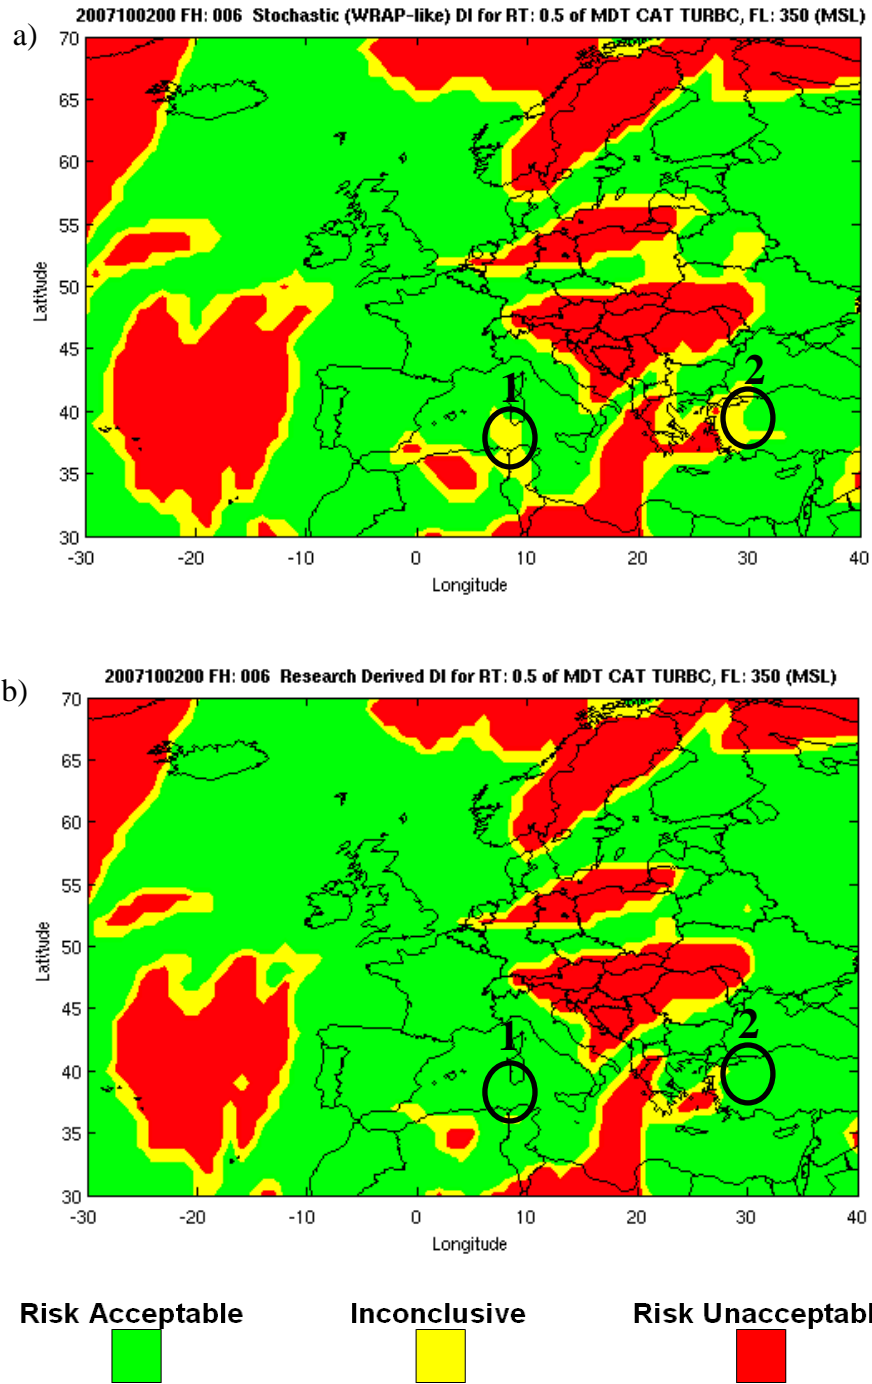 2007100200 FH: 006 Stochastic (WRAP-like) DI for RT: 0.5 of MDT CAT TURBC, FL: 350 (MSL)
a)
70
65
60
55
50
45
40
35
30
Latitude
1
2
-30 -20 -10 0 10 20 30 40
Longitude
2007100200 FH: 006 Research Derived DI for RT: 0.5 of MDT CAT TURBC, FL: 350 (MSL)
b)
70
65
60
55
50
45
40
35
30
Latitude
1
2
-30 -20 -10 0 10 20 30 40
Longitude
Risk Acceptable Inconclusive Risk Unacceptabl